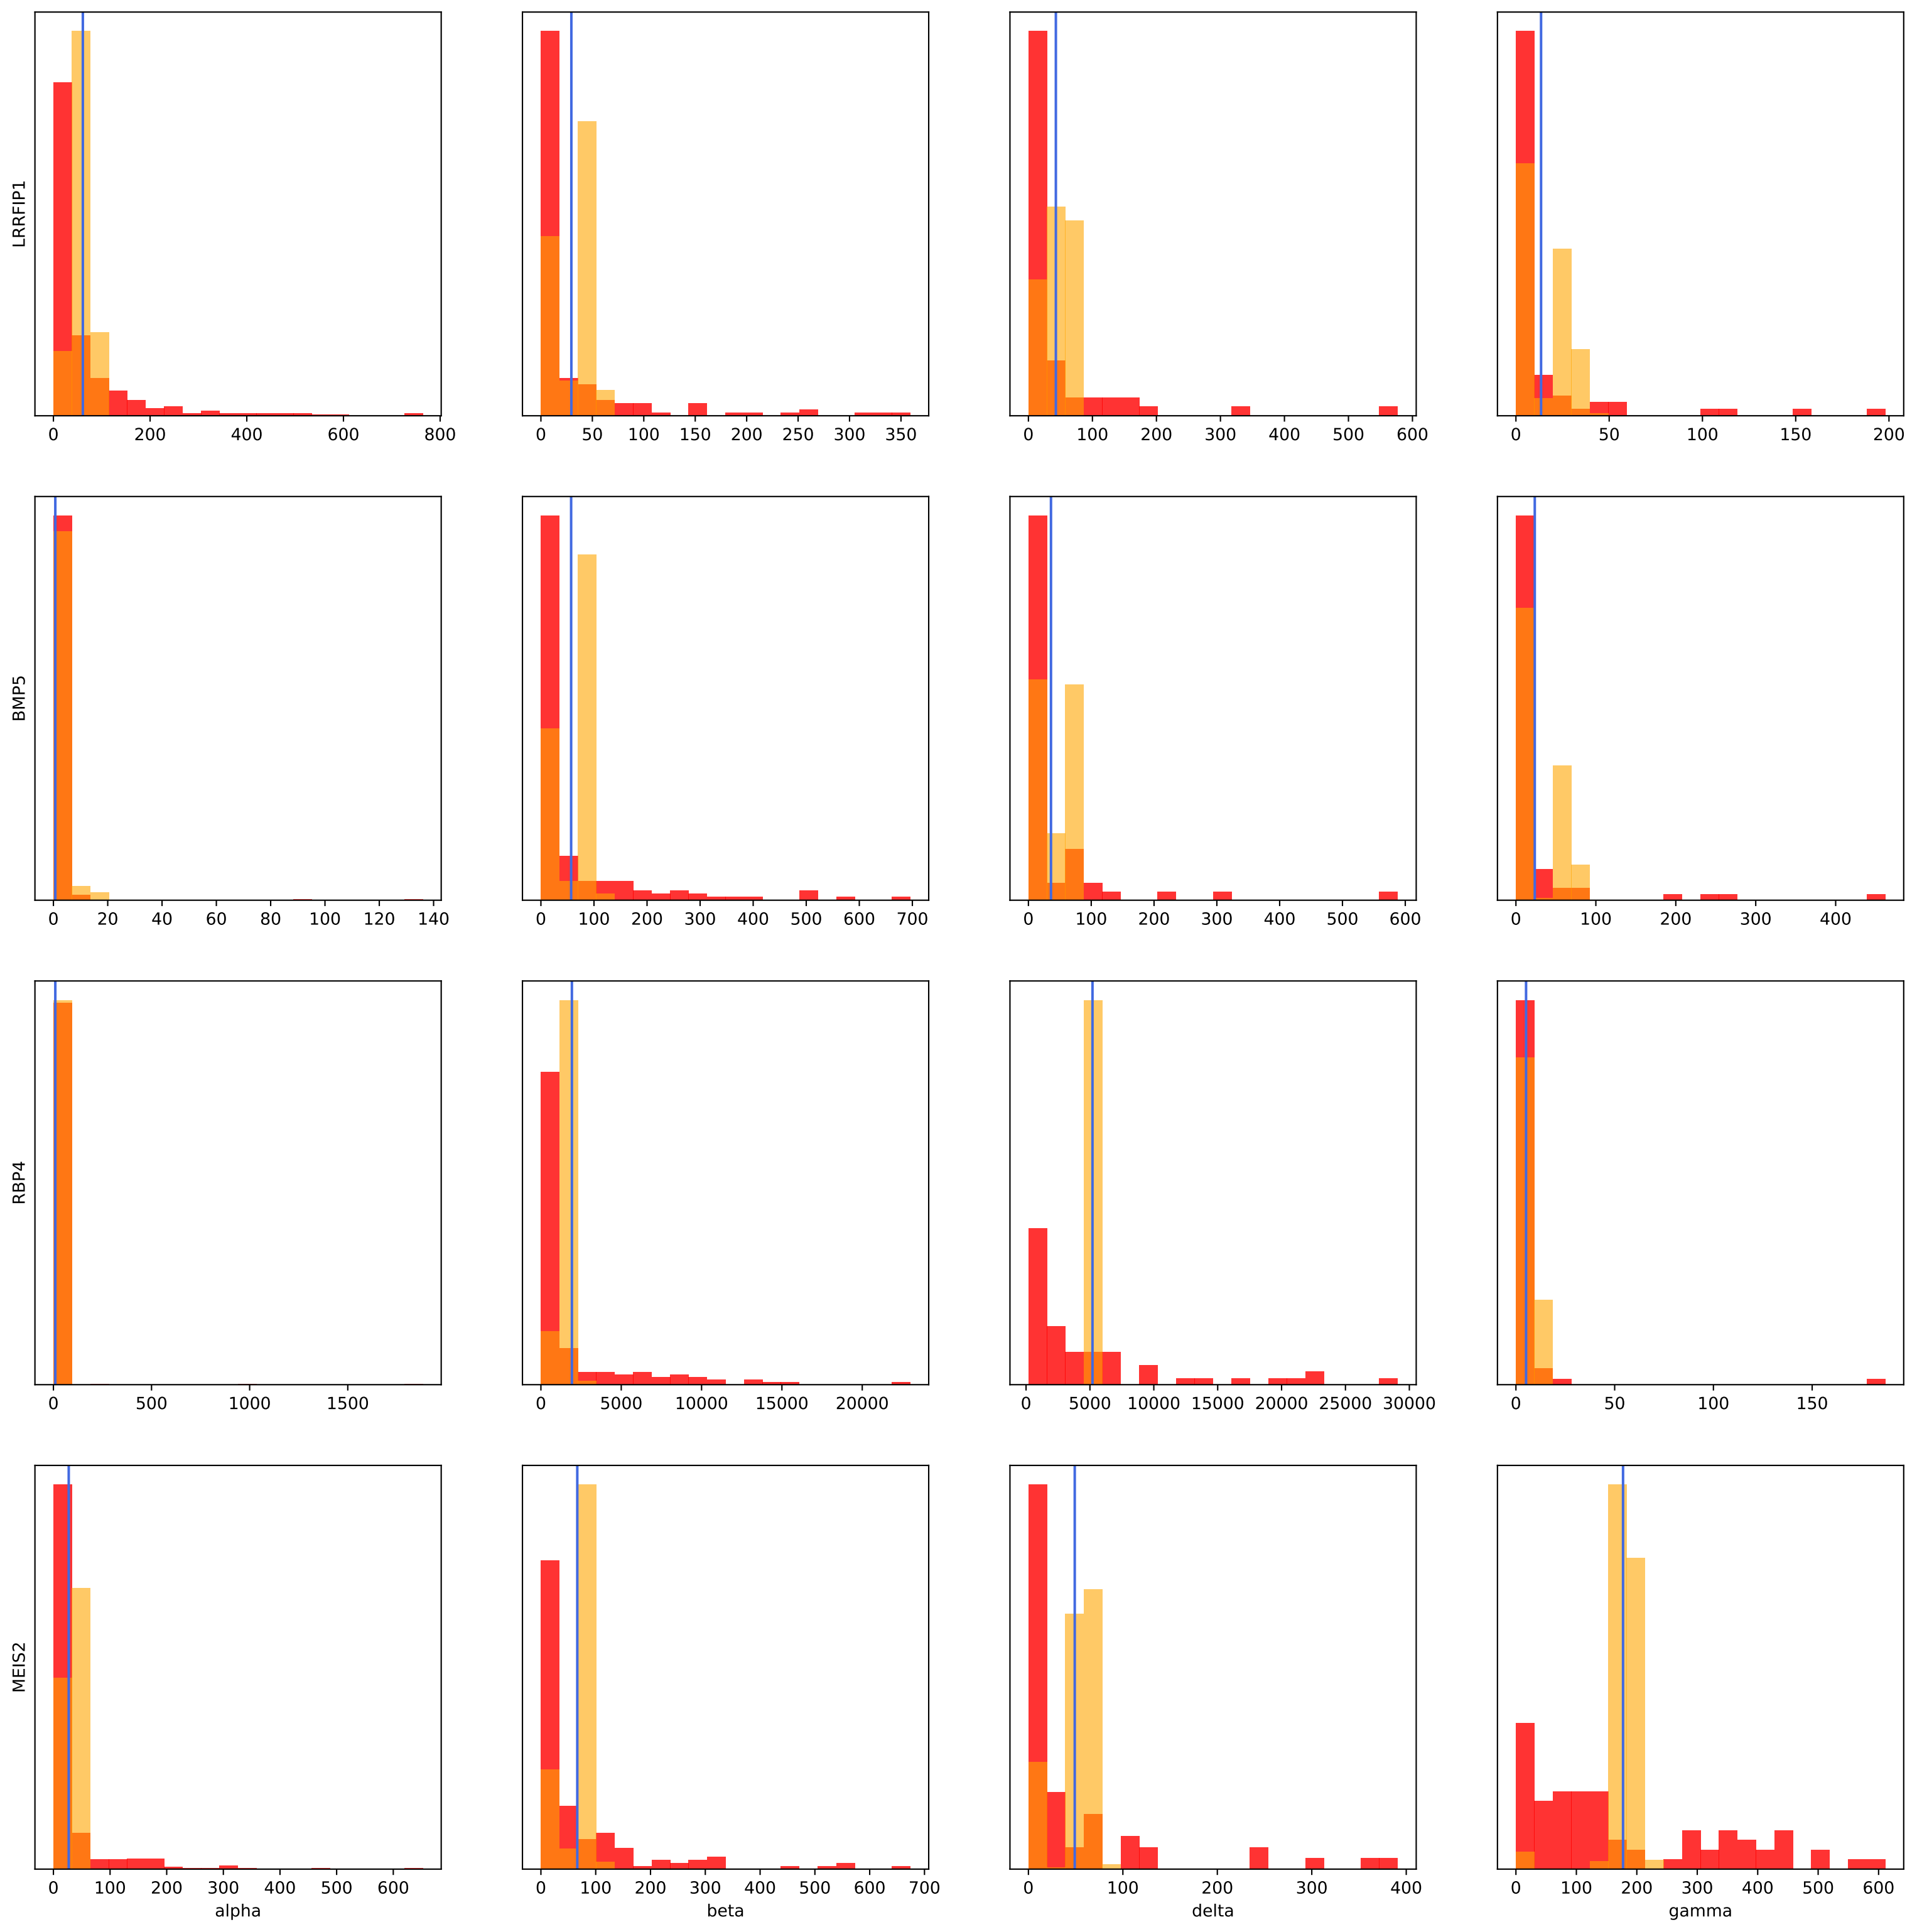 LRRFIP1
0 200 400 600 800
0 50 100 150 200 250 300 350
0 100 200 300 400 500 600
0 50 100 150 200
BMP5
0 20 40 60 80 100 120 140
0 100 200 300 400 500 600 700
0 100 200 300 400 500 600
0 100 200 300 400
RBP4
0 500 1000 1500
0 5000 10000 15000 20000
0 5000 10000 15000 20000 25000 30000
0 50 100 150
MEIS2
0 100 200 300 400 500 600
0 100 200 300 400 500 600 700
0 100 200 300 400
0 100 200 300 400 500 600
alpha
beta
delta
gamma